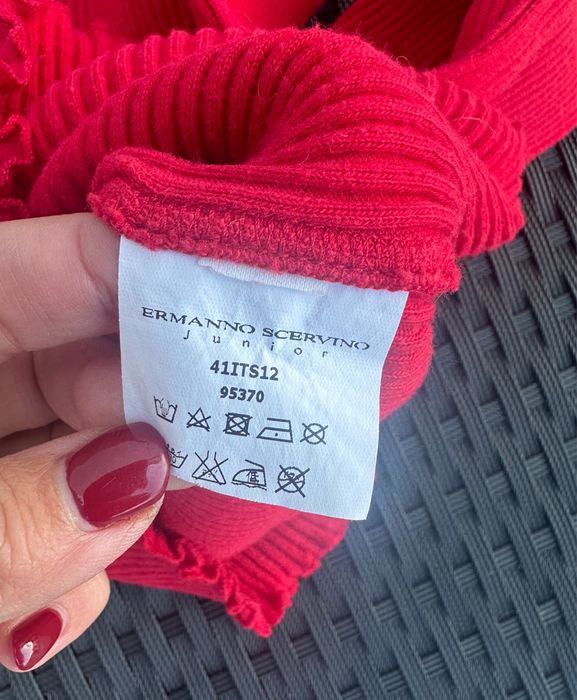 ERMANNO SCERVINO
Junior
41ITS12
95370